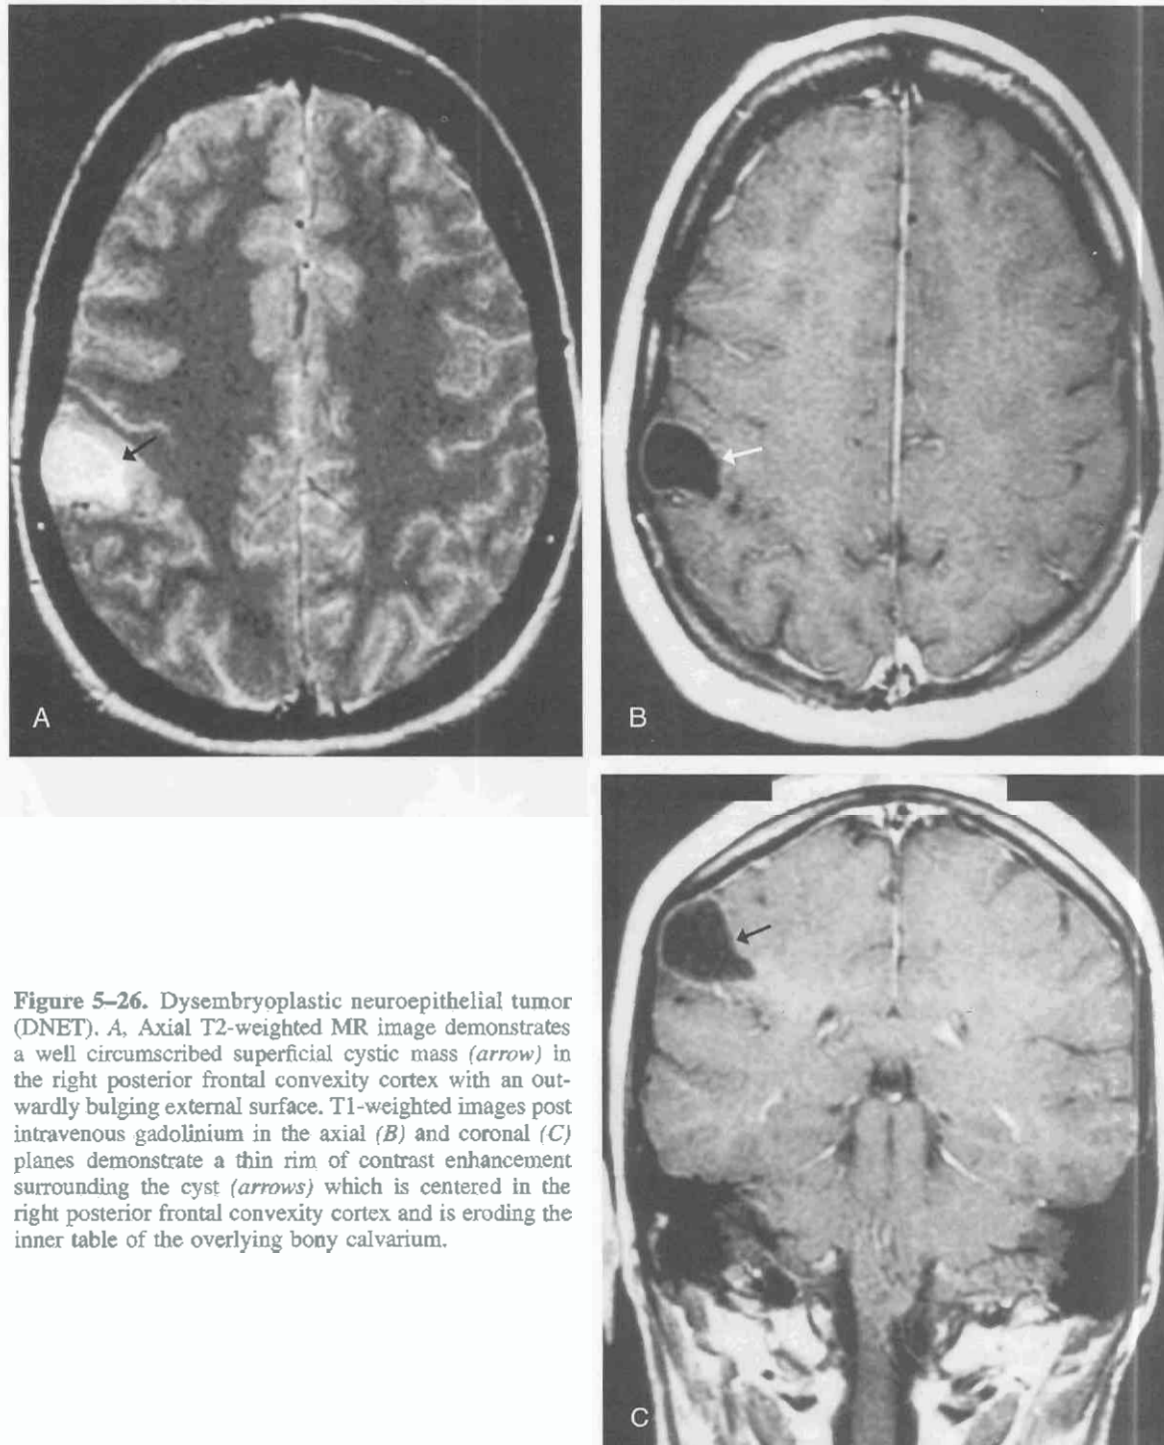 A
B
Figure 5–26. Dysembryoplastic neuroepithelial tumor
(DNET). A, Axial T2-weighted MR image demonstrates
a well circumscribed superficial cystic mass (arrow) in
the right posterior frontal convexity cortex with an out-
wardly bulging external surface. T1-weighted images post
intravenous gadolinium in the axial (B) and coronal (C)
planes demonstrate a thin rim of contrast enhancement
surrounding the cyst (arrows) which is centered in the
right posterior frontal convexity cortex and is eroding the
inner table of the overlying bony calvarium.
C